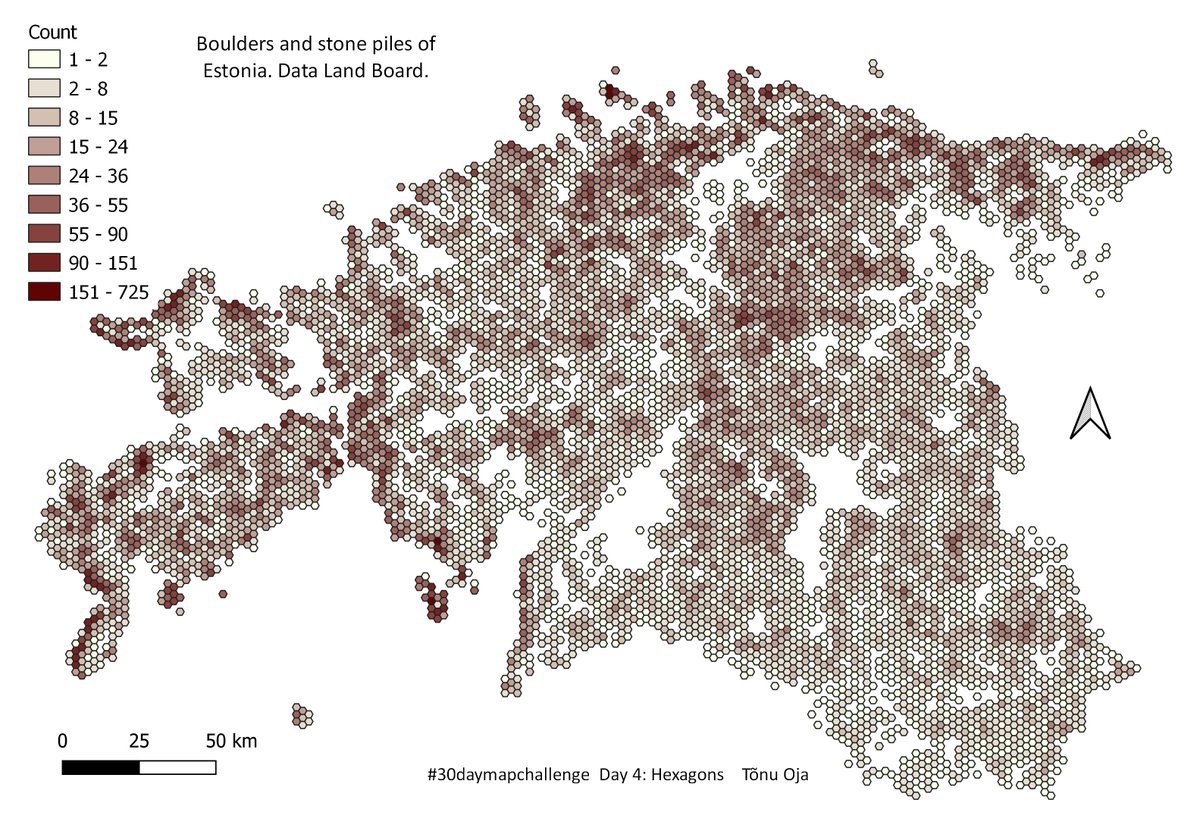 Count
1 - 2
2 - 8
8 - 15
15 - 24
24 - 36
36 - 55
55 - 90
90 - 151
151 - 725
Boulders and stone piles of
Estonia. Data Land Board.
0 25 50 km
#30daymapchallenge Day 4: Hexagons Tõnu Oja